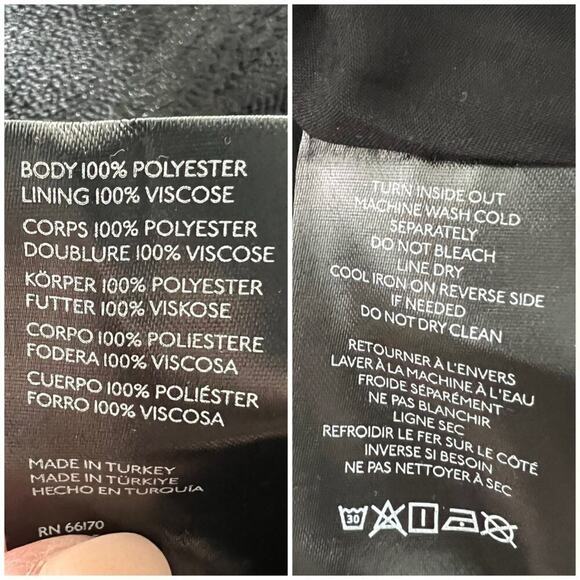 BODY 100% POLYESTER
LINING 100% VISCOSE
CORPS 100% POLYESTER
DOUBLURE 100% VISCOSE
KÖRPER 100% POLYESTER
FUTTER 100% VISKOSE
CORPO 100% POLIESTERE
FODERA 100% VISCOSA
CUERPO 100% POLIÉSTER
FORRO 100% VISCOSA
MADE IN TURKEY
MADE IN TÜRKIYE
HECHO EN TURQUÍA
RN 66170
TURN INSIDE OUT
MACHINE WASH COLD
SEPARATELY
DO NOT BLEACH
LINE DRY
COOL IRON ON REVERSE SIDE
IF NEEDED
DO NOT DRY CLEAN
RETOURNER À L'ENVERS
LAVER À LA MACHINE À L'EAU
FROIDE SÉPARÉMENT
NE PAS BLANCHIR
LIGNE SEC
REFROIDIR LE FER SUR LE CÔTÉ
INVERSE SI BESOIN
NE PAS NETTOYER À SEC
30